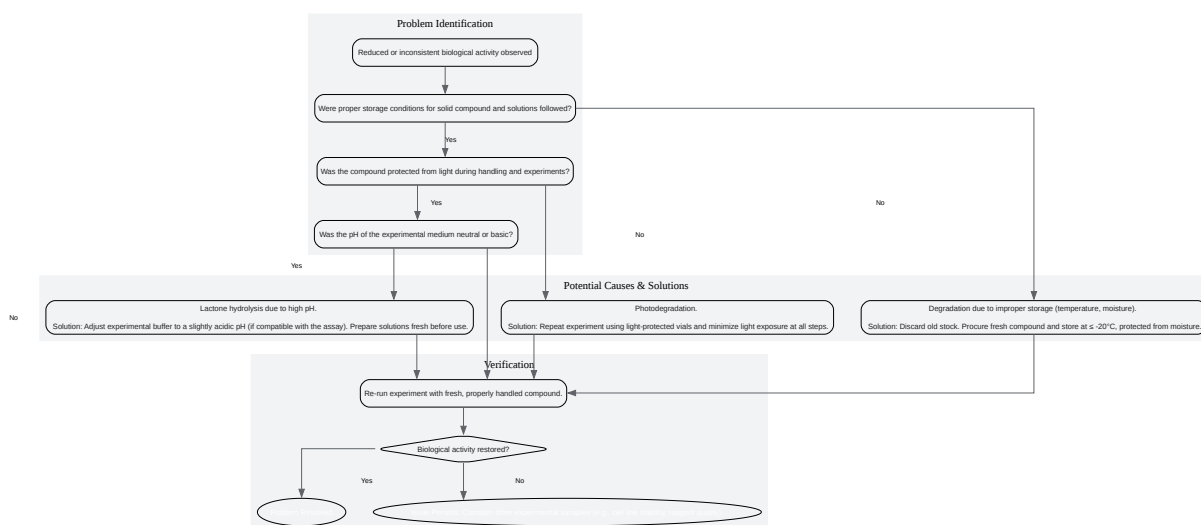 Problem Identification
Reduced or inconsistent biological activity observed
Were proper storage conditions for solid compound and solutions followed?
Yes
Was the compound protected from light during handling and experiments?
Yes
No
No
Was the pH of the experimental medium neutral or basic?
Yes
No
Potential Causes & Solutions
Lactone hydrolysis due to high pH.
Solution: Adjust experimental buffer to a slightly acidic pH (if compatible with the assay). Prepare solutions fresh before use.
Photodegradation.
Solution: Repeat experiment using light-protected vials and minimize light exposure at all steps.
Degradation due to improper storage (temperature, moisture).
Solution: Discard old stock. Procure fresh compound and store at ≤ -20°C, protected from moisture.
Verification
Re-run experiment with fresh, properly handled compound.
Biological activity restored?
Yes
No